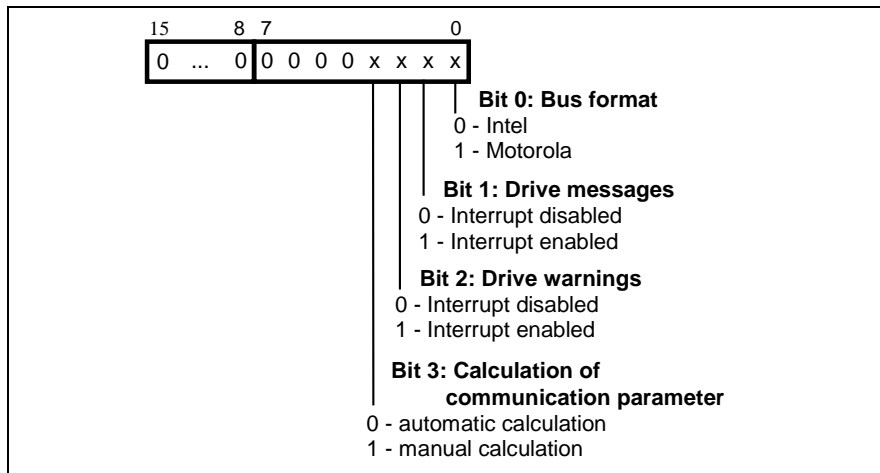 15 8 7 0
0 ... 0 0 0 0 0 x x x x
Bit 0: Bus format
0 - Intel
1 - Motorola
Bit 1: Drive messages
0 - Interrupt disabled
1 - Interrupt enabled
Bit 2: Drive warnings
0 - Interrupt disabled
1 - Interrupt enabled
Bit 3: Calculation of
communication parameter
0 - automatic calculation
1 - manual calculation